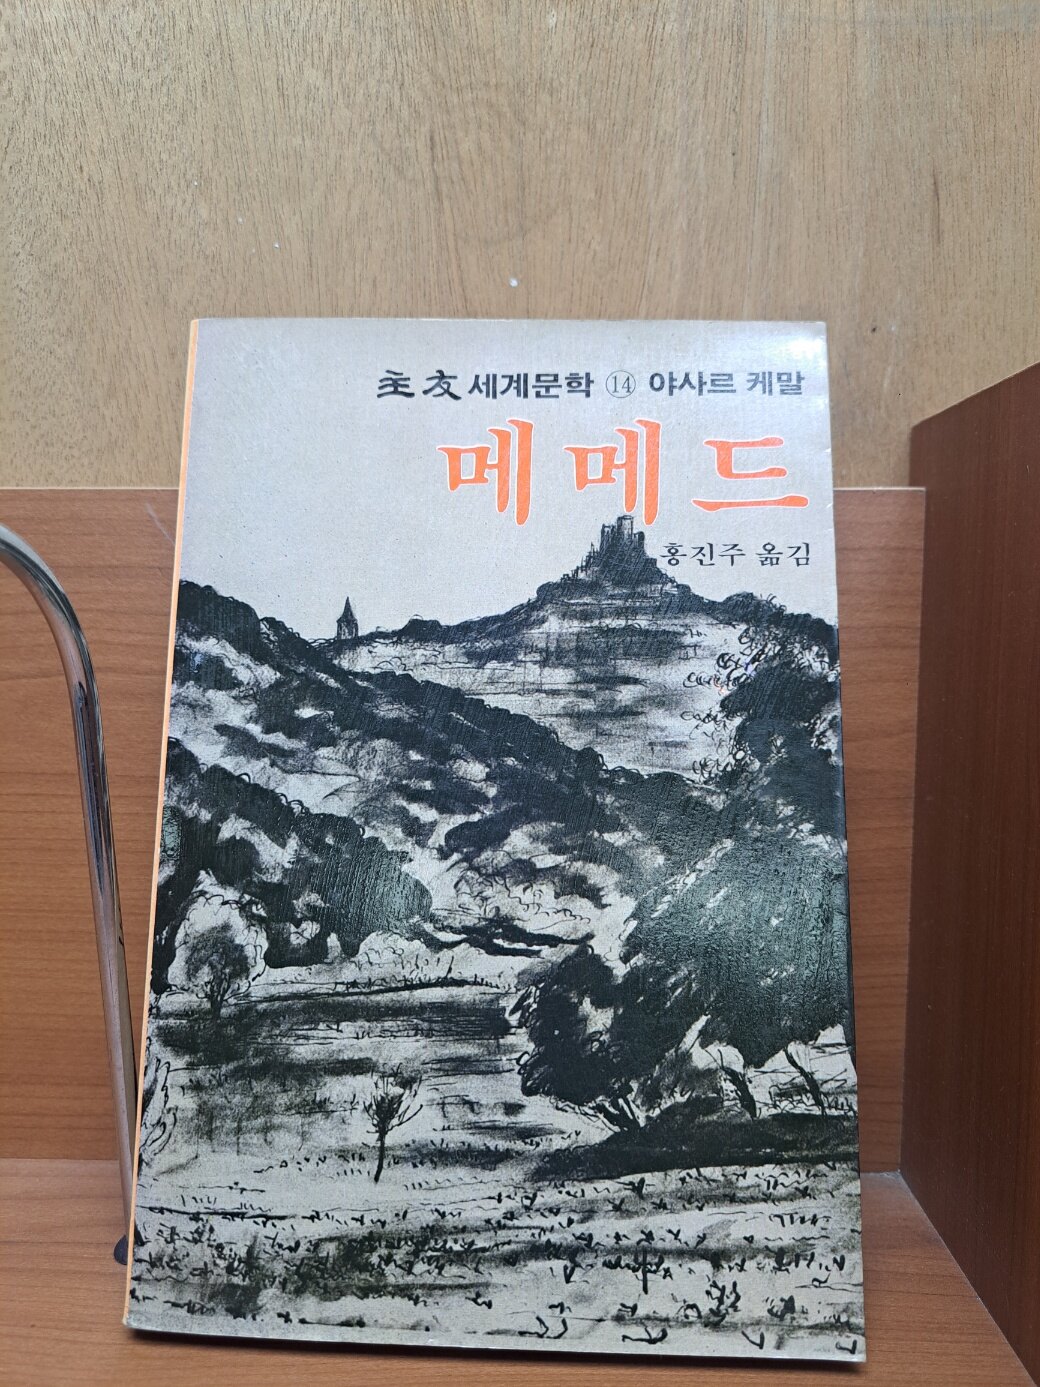 主友세계문학 ⑭ 야사르 케말
메메드
홍진주 옮김